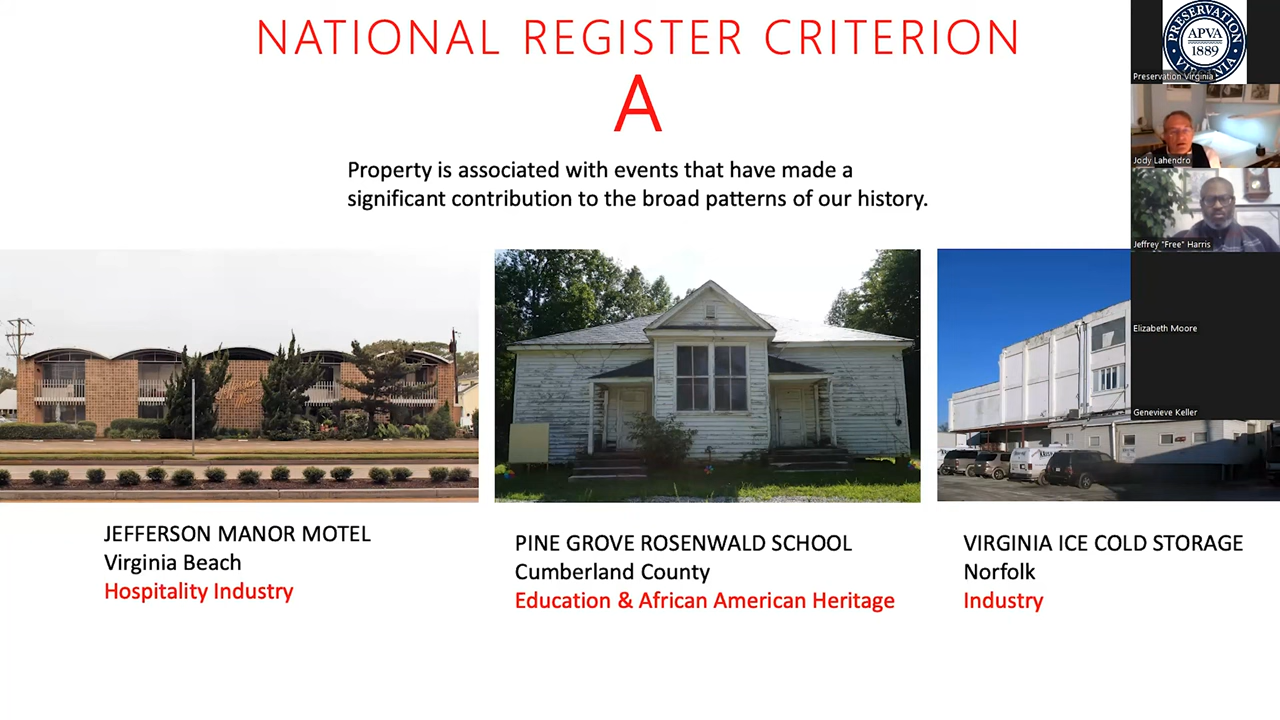 NATIONAL REGISTER CRITERION
A
Property is associated with events that have made a
significant contribution to the broad patterns of our history.
JEFFERSON MANOR MOTEL
Virginia Beach
Hospitality Industry
PINE GROVE ROSENWALD SCHOOL
Cumberland County
Education & African American Heritage
VIRGINIA ICE COLD STORAGE
Norfolk
Industry
PRESERVATION
APVA
1889
VIRGINIA
Preservation Virginia
Jody Lahendro
Jeffrey "Free" Harris
Elizabeth Moore
Genevieve Keller